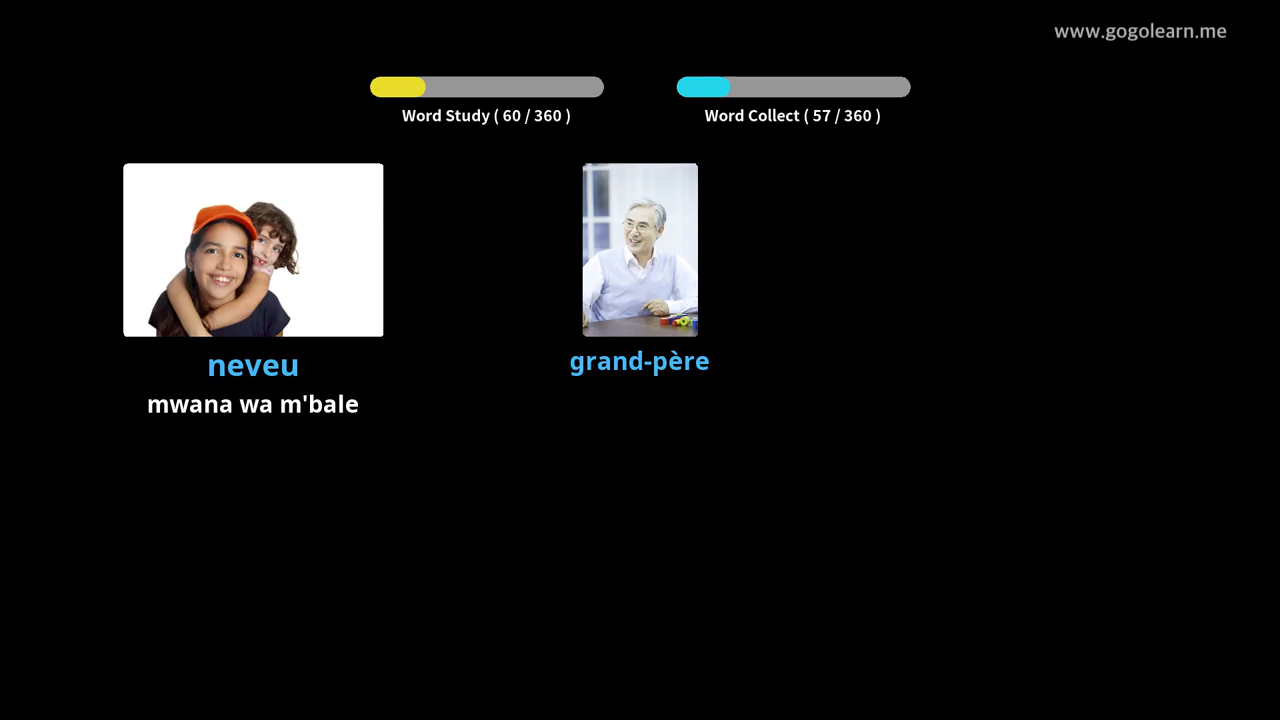 www.gogolearn.me
Word Study ( 60 / 360 )
Word Collect ( 57 / 360 )
neveu
mwana wa m'bale
grand-père